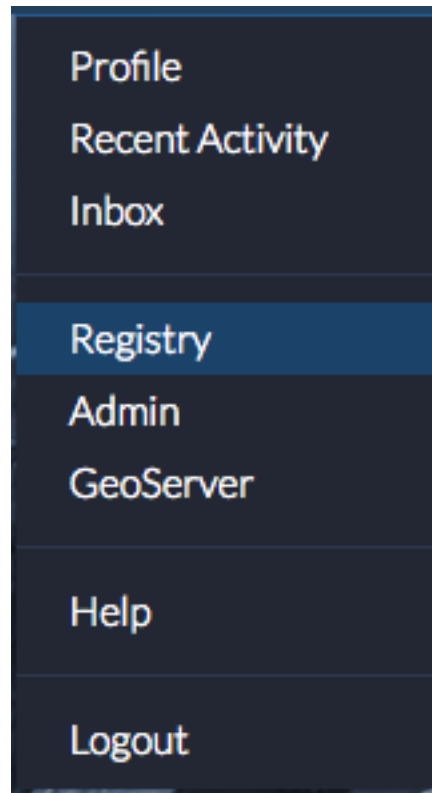 Profile
Recent Activity
Inbox
Registry
Admin
GeoServer
Help
Logout